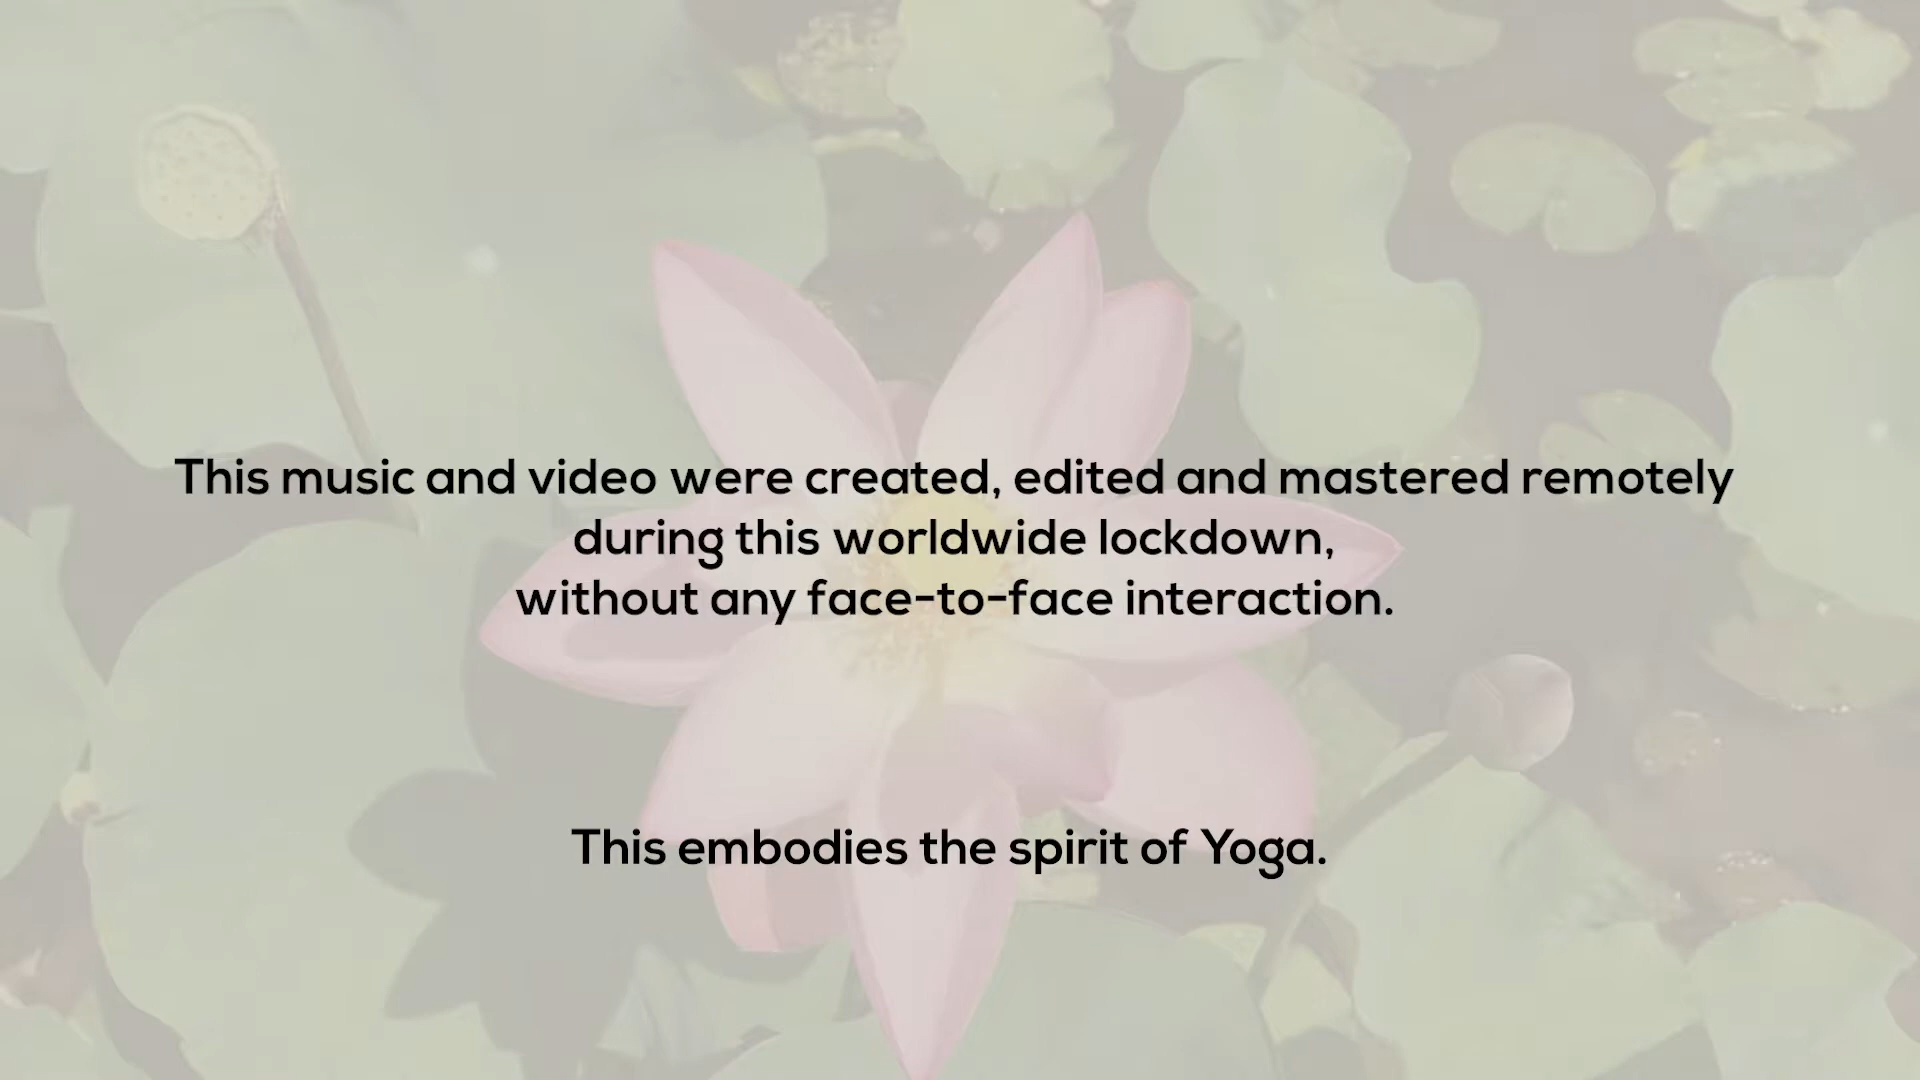 This music and video were created, edited and mastered remotely
during this worldwide lockdown,
without any face-to-face interaction.
This embodies the spirit of Yoga.